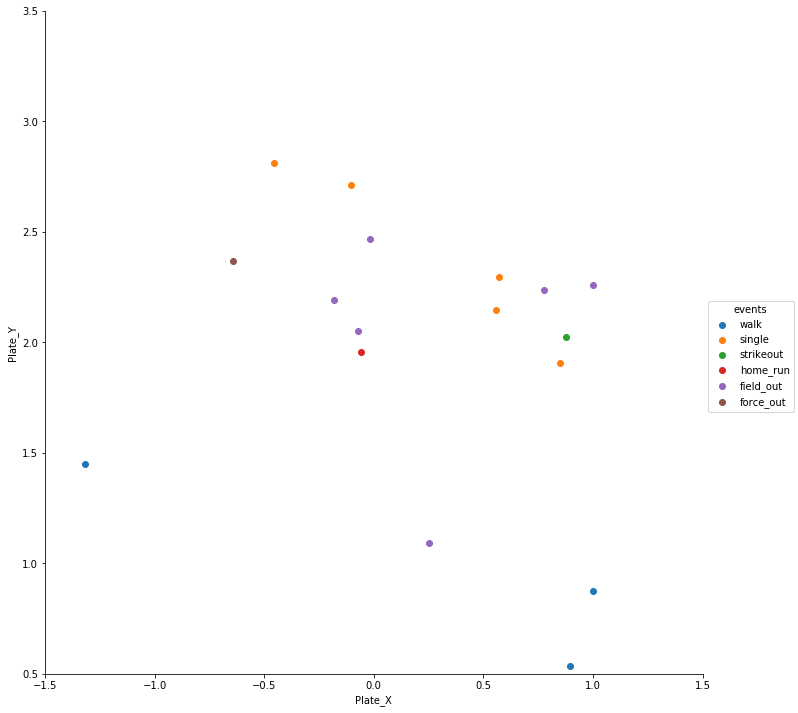 3.5
3.0
2.5
2.0
1.5
1.0
0.5
Plate_Y
−1.5
−1.0
−0.5
0.0
0.5
1.0
1.5
Plate_X
events
walk
single
strikeout
home_run
field_out
force_out